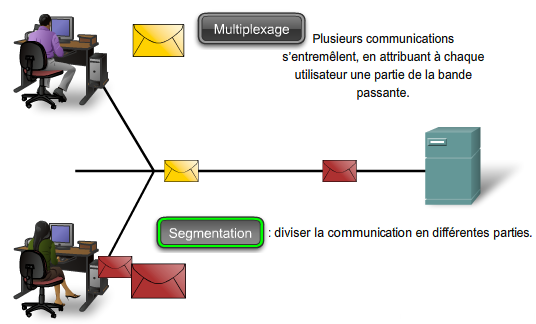 Multiplexage
Plusieurs communications
s'entremêlent, en attribuant à chaque
utilisateur une partie de la bande
passante.
Segmentation : diviser la communication en différentes parties.